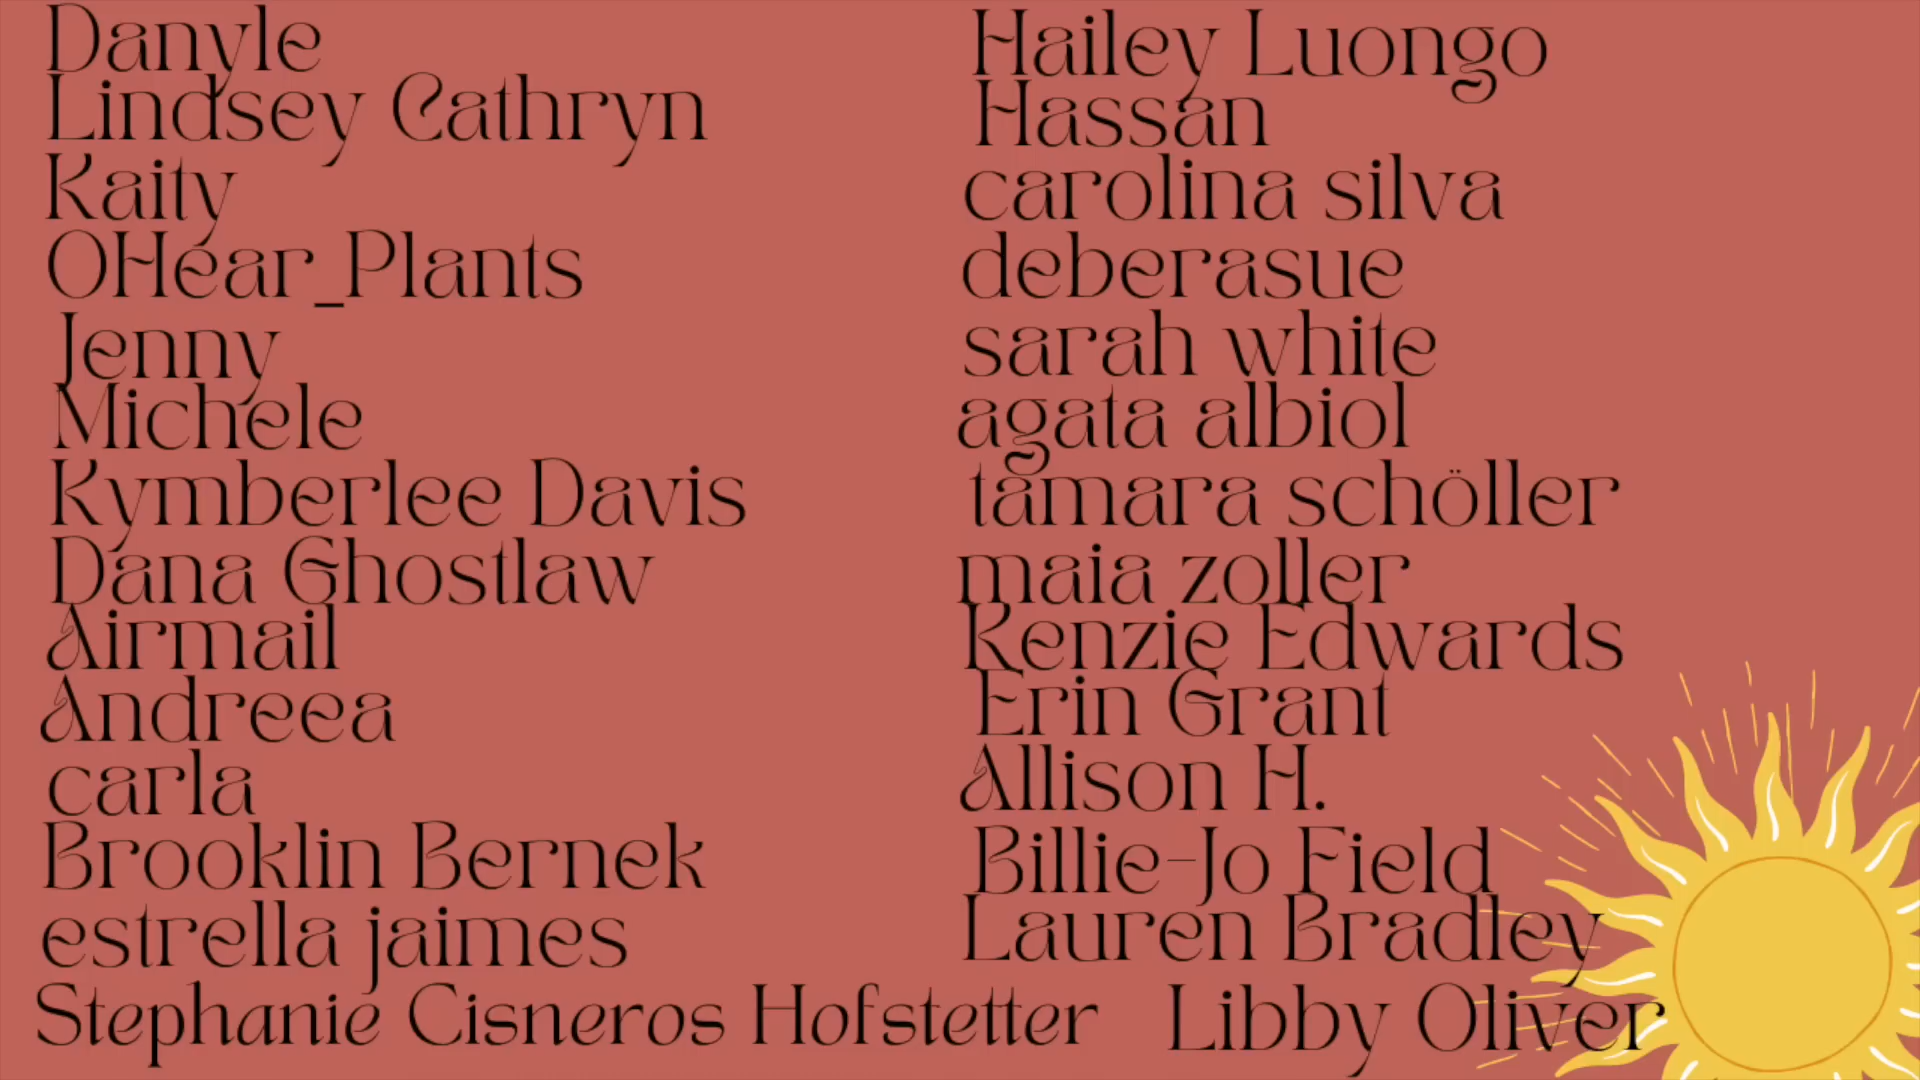 Danyle
Lindsey Cathryn
Kaity
OHear_Plants
Jenny
Michele
Kymberlee Davis
Dana Ghostlaw
Airmail
Andreea
carla
Brooklin Bernek
estrella jaimes
Stephanie Cisneros Hofstetter
Hailey Luongo
Hassan
carolina silva
deberasue
sarah white
agata albiol
tamara schöller
maia zoller
Kenzie Edwards
Erin Grant
Allison H.
Billie-Jo Field
Lauren Bradley
Libby Oliver